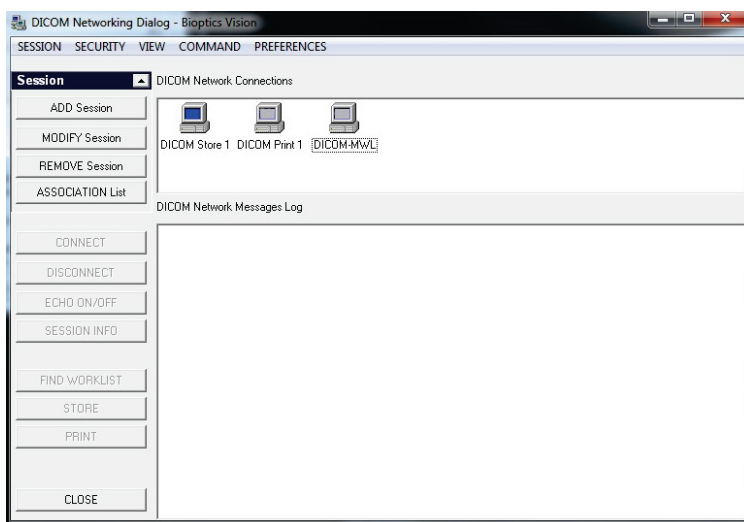 DICOM Networking Dialog - Bioptics Vision
SESSION SECURITY VIEW COMMAND PREFERENCES
Session
DICOM Network Connections
ADD Session
MODIFY Session
REMOVE Session
ASSOCIATION List
DICOM Store 1 DICOM Print 1 DICOM-MWL
DICOM Network Messages Log
CONNECT
DISCONNECT
ECHO ON/OFF
SESSION INFO
FIND WORKLIST
STORE
PRINT
CLOSE